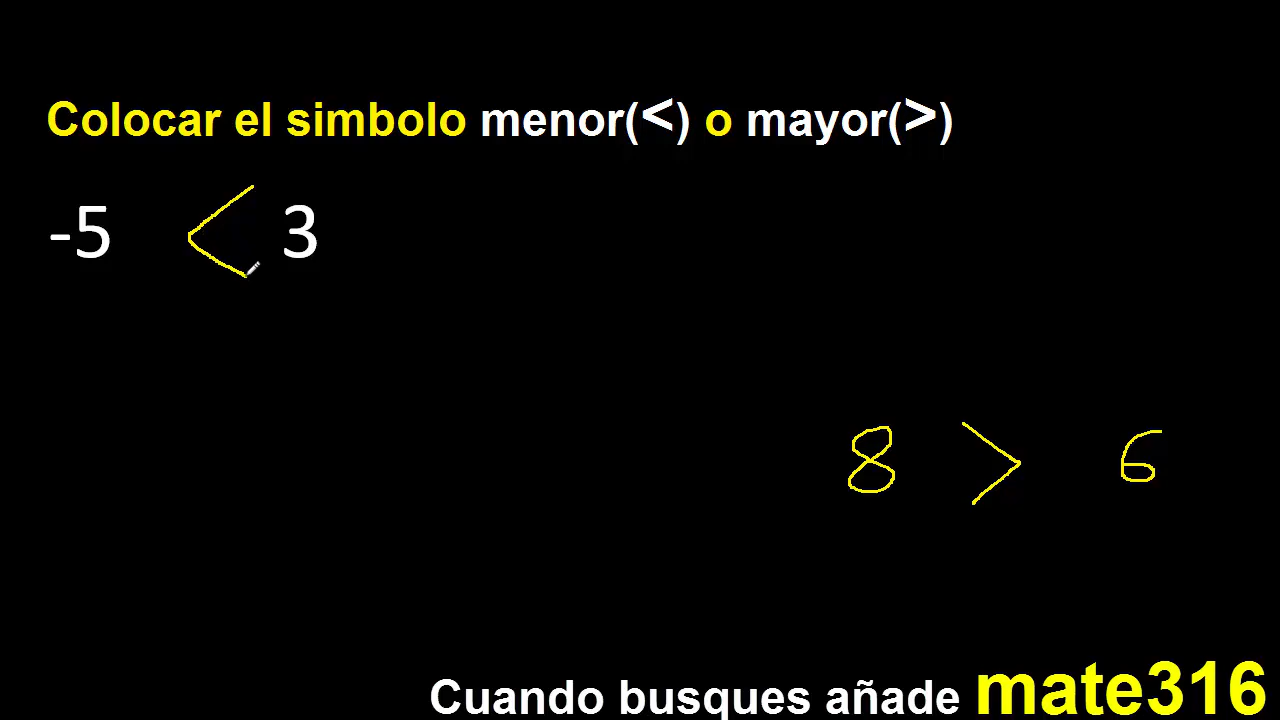 Colocar el simbolo menor(<) o mayor(>)
-5 < 3
8 > 6
Cuando busques añade mate316